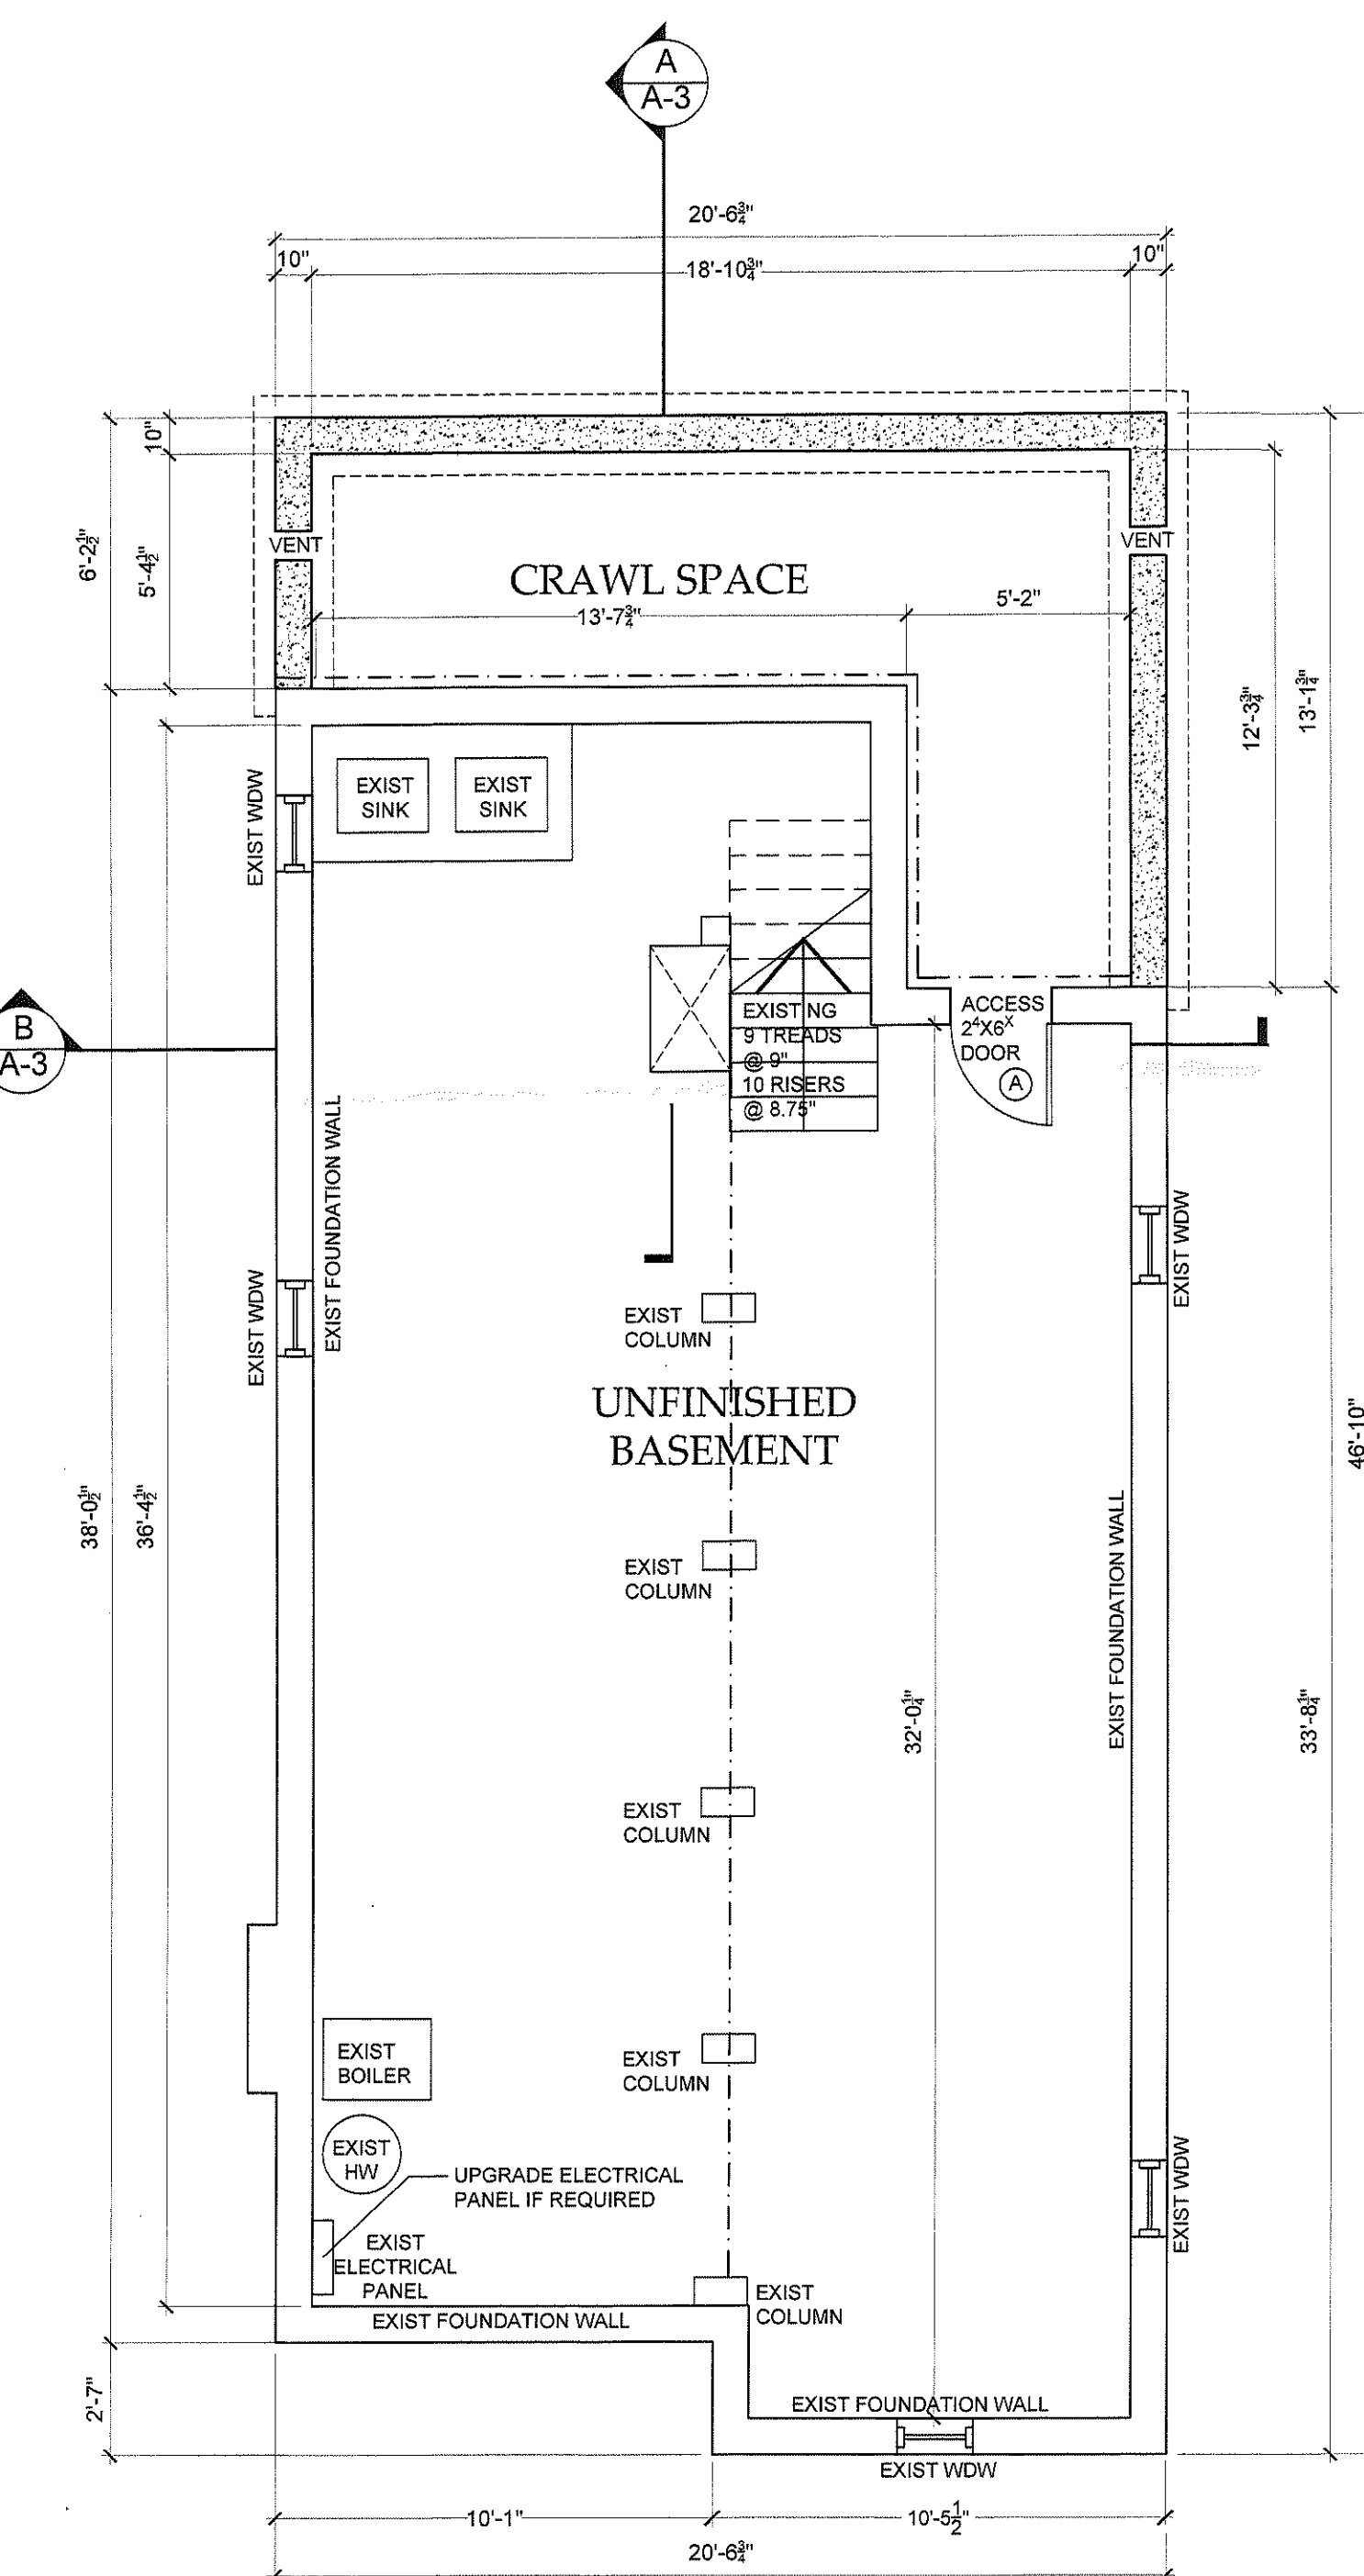 A
A-3
20'-6¾"
10"
18'-10¾"
10"
10"
6'-2½"
5'-4½"
VENT
VENT
CRAWL SPACE
13'-7¾"
5'-2"
12'-3¾"
13'-1¾"
EXIST WDW
EXIST
SINK
EXIST
SINK
EXISTING
9 TREADS
@ 9"
10 RISERS
@ 8.75"
ACCESS
2⁴X6ˣ
DOOR
A
B
A-3
EXIST FOUNDATION WALL
EXIST WDW
EXIST WDW
EXIST
COLUMN
UNFINISHED
BASEMENT
46'-10"
38'-0½"
36'-4½"
EXIST
COLUMN
EXIST FOUNDATION WALL
32'-0¼"
33'-8¼"
EXIST
COLUMN
EXIST
BOILER
EXIST
COLUMN
EXIST
HW
UPGRADE ELECTRICAL
PANEL IF REQUIRED
EXIST WDW
EXIST
ELECTRICAL
PANEL
EXIST
COLUMN
EXIST FOUNDATION WALL
2'-7"
EXIST FOUNDATION WALL
EXIST WDW
10'-1"
10'-5½"
20'-6¾"